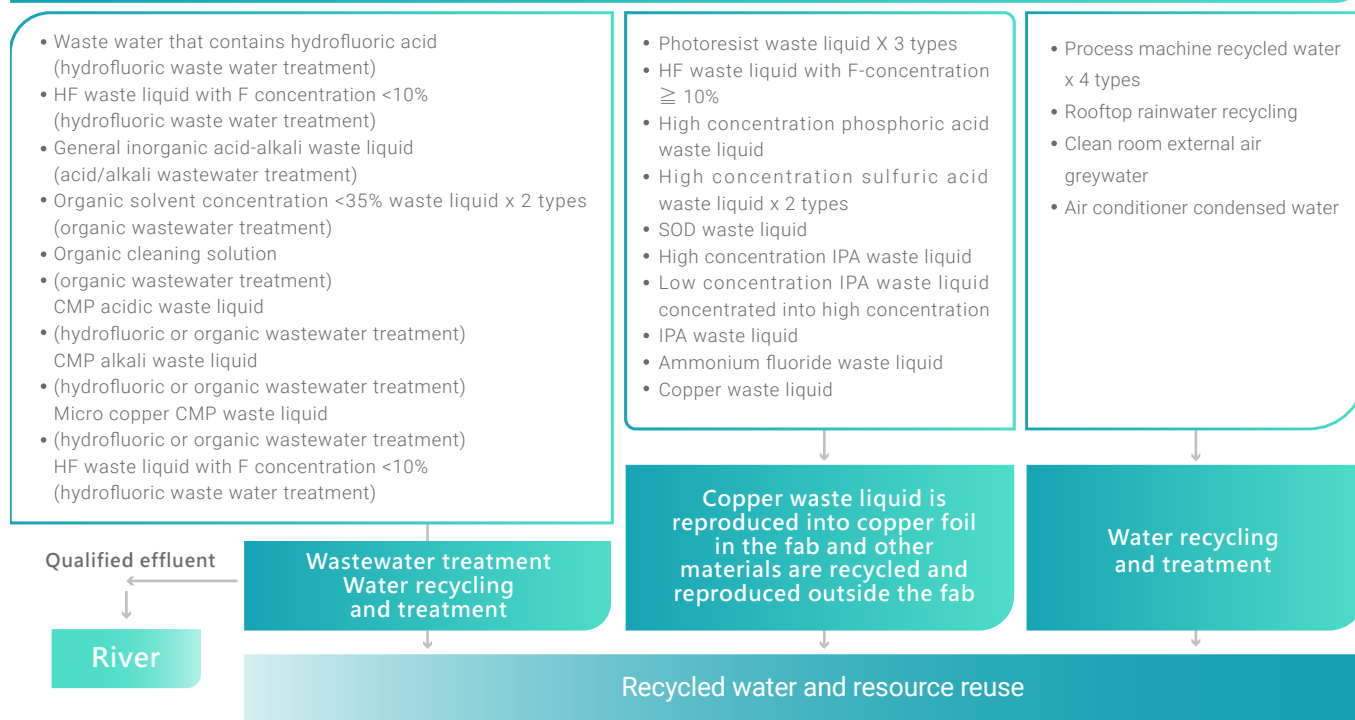 • Waste water that contains hydrofluoric acid
(hydrofluoric waste water treatment)
• HF waste liquid with F concentration <10%
(hydrofluoric waste water treatment)
• General inorganic acid-alkali waste liquid
(acid/alkali wastewater treatment)
• Organic solvent concentration <35% waste liquid x 2 types
(organic wastewater treatment)
• Organic cleaning solution
• (organic wastewater treatment)
CMP acidic waste liquid
• (hydrofluoric or organic wastewater treatment)
CMP alkali waste liquid
• (hydrofluoric or organic wastewater treatment)
Micro copper CMP waste liquid
• (hydrofluoric or organic wastewater treatment)
HF waste liquid with F concentration <10%
(hydrofluoric waste water treatment)
• Photoresist waste liquid X 3 types
• HF waste liquid with F-concentration
≧ 10%
• High concentration phosphoric acid
waste liquid
• High concentration sulfuric acid
waste liquid x 2 types
• SOD waste liquid
• High concentration IPA waste liquid
• Low concentration IPA waste liquid
concentrated into high concentration
• IPA waste liquid
• Ammonium fluoride waste liquid
• Copper waste liquid
• Process machine recycled water
x 4 types
• Rooftop rainwater recycling
• Clean room external air
greywater
• Air conditioner condensed water
Qualified effluent
River
Wastewater treatment
Water recycling
and treatment
Copper waste liquid is
reproduced into copper foil
in the fab and other
materials are recycled and
reproduced outside the fab
Water recycling
and treatment
Recycled water and resource reuse